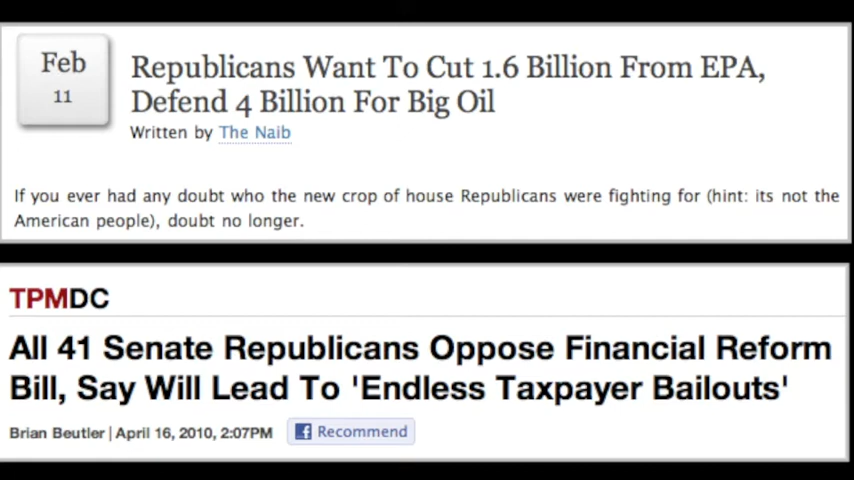 Feb
11
Republicans Want To Cut 1.6 Billion From EPA,
Defend 4 Billion For Big Oil
Written by The Naib
If you ever had any doubt who the new crop of house Republicans were fighting for (hint: its not the
American people), doubt no longer.
TPMDC
All 41 Senate Republicans Oppose Financial Reform
Bill, Say Will Lead To 'Endless Taxpayer Bailouts'
Brian Beutler | April 16, 2010, 2:07PM
f Recommend